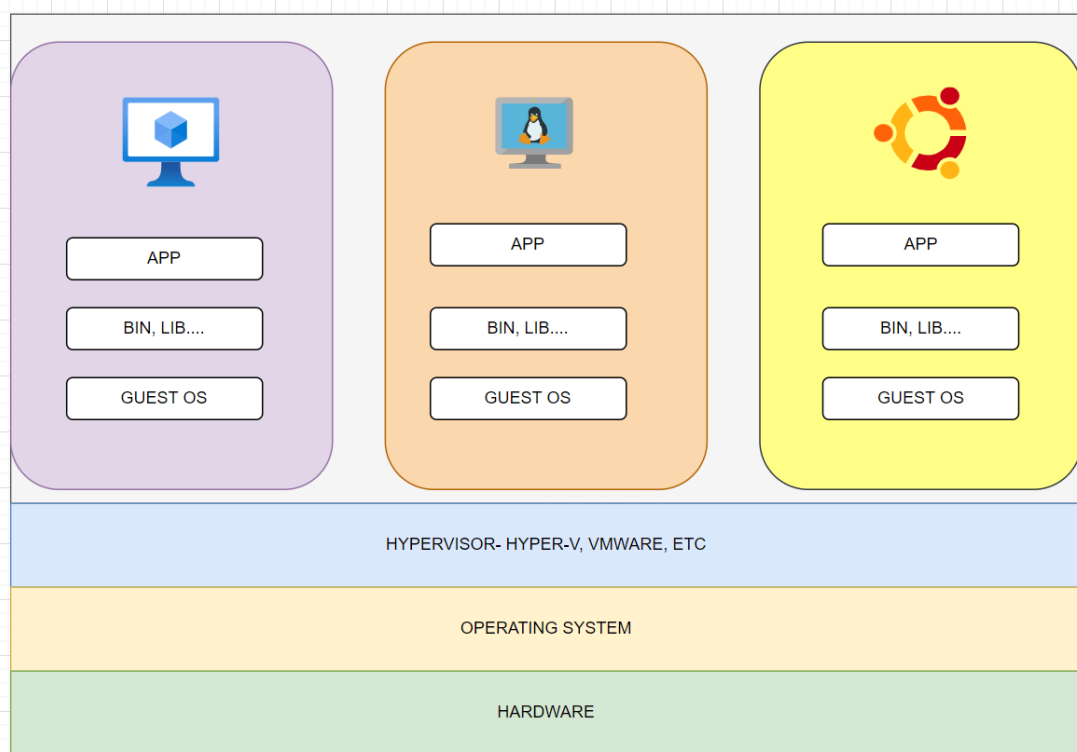 APP
BIN, LIB....
GUEST OS
APP
BIN, LIB....
GUEST OS
APP
BIN, LIB....
GUEST OS
HYPERVISOR- HYPER-V, VMWARE, ETC
OPERATING SYSTEM
HARDWARE